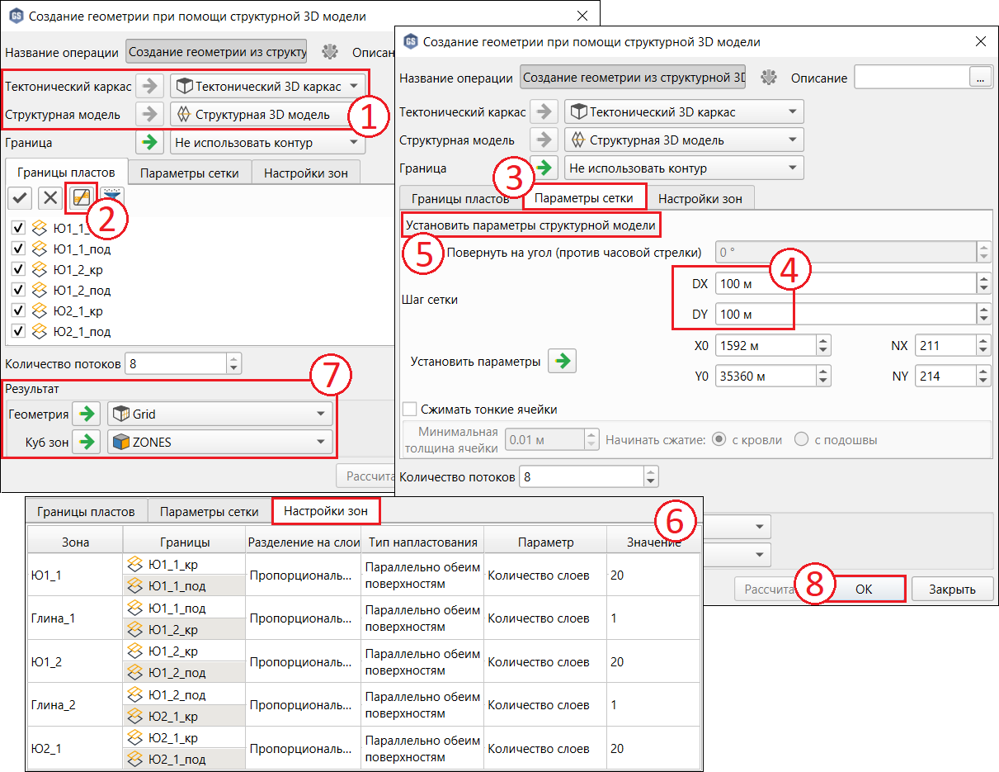 Создание геометрии при помощи структурной 3D модели
Название операции Создание геометрии из структу Описан
Тектонический каркас Тектонический 3D каркас
Структурная модель Структурная 3D модель
1
Граница Не использовать контур
Границы пластов Параметры сетки Настройки зон
2
Ю1_1_
Ю1_1_под
Ю1_2_кр
Ю1_2_под
Ю2_1_кр
Ю2_1_под
Количество потоков 8
7
Результат
Геометрия Grid
Куб зон ZONES
Рассчита
Создание геометрии при помощи структурной 3D модели
Название операции Создание геометрии из структурной 3D Описание ...
Тектонический каркас Тектонический 3D каркас
Структурная модель Структурная 3D модель
Граница Не использовать контур
3
Границы пластов Параметры сетки Настройки зон
Установить параметры структурной модели
5
Повернуть на угол (против часовой стрелки) 0 °
4
Шаг сетки
DX 100 м
DY 100 м
Установить параметры
X0 1592 м NX 211
Y0 35360 м NY 214
Сжимать тонкие ячейки
Минимальная
толщина ячейки 0.01 м Начинать сжатие: с кровли с подошвы
Количество потоков 8
Рассчита
8
ОК Закрыть
Границы пластов Параметры сетки Настройки зон
6
Зона Границы Разделение на слои Тип напластования Параметр Значение
Ю1_1 Ю1_1_кр Пропорциональ... Параллельно обеим Количество слоев 20
Ю1_1_под поверхностям
Глина_1 Ю1_1_под Пропорциональ... Параллельно обеим Количество слоев 1
Ю1_2_кр поверхностям
Ю1_2 Ю1_2_кр Пропорциональ... Параллельно обеим Количество слоев 20
Ю1_2_под поверхностям
Глина_2 Ю1_2_под Пропорциональ... Параллельно обеим Количество слоев 1
Ю2_1_кр поверхностям
Ю2_1 Ю2_1_кр Пропорциональ... Параллельно обеим Количество слоев 20
Ю2_1_под поверхностям